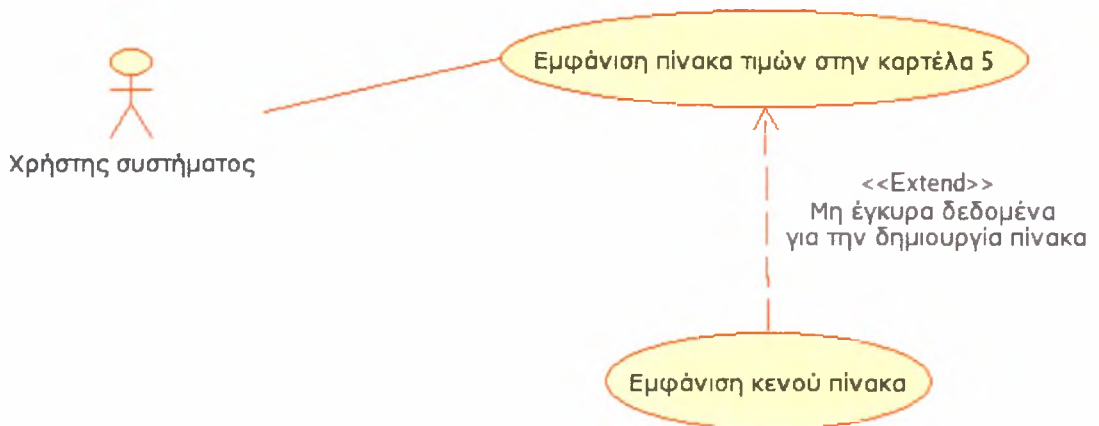 Εμφάνιση πίνακα τιμών στην καρτέλα 5
Χρήστης συστήματος
<<Extend>>
Μη έγκυρα δεδομένα
για την δημιουργία πίνακα
Εμφάνιση κενού πίνακα